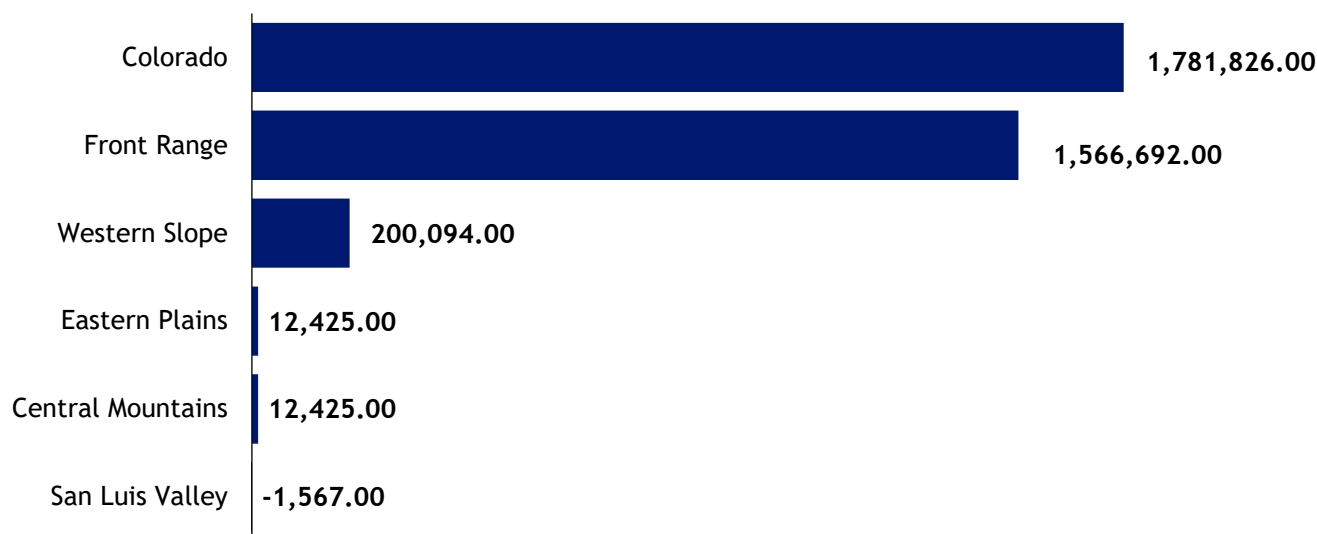 Colorado 1,781,826.00
Front Range 1,566,692.00
Western Slope 200,094.00
Eastern Plains 12,425.00
Central Mountains 12,425.00
San Luis Valley -1,567.00